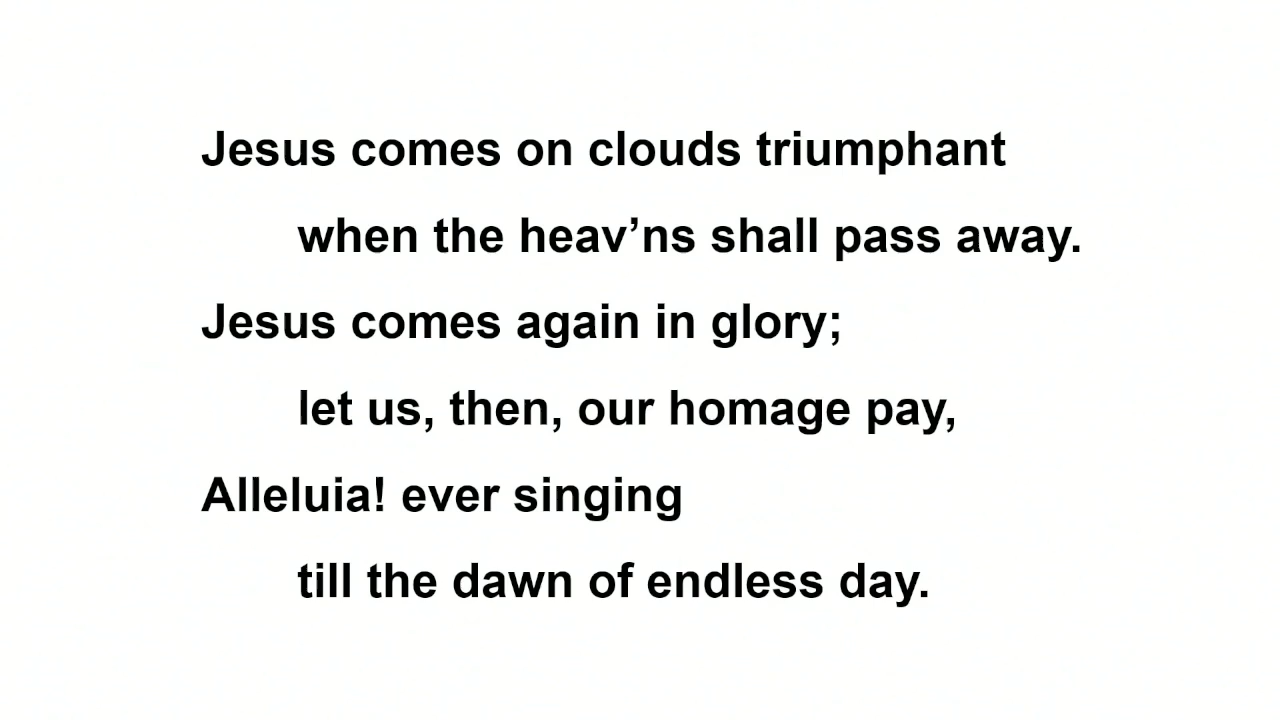 Jesus comes on clouds triumphant
when the heav’ns shall pass away.
Jesus comes again in glory;
let us, then, our homage pay,
Alleluia! ever singing
till the dawn of endless day.